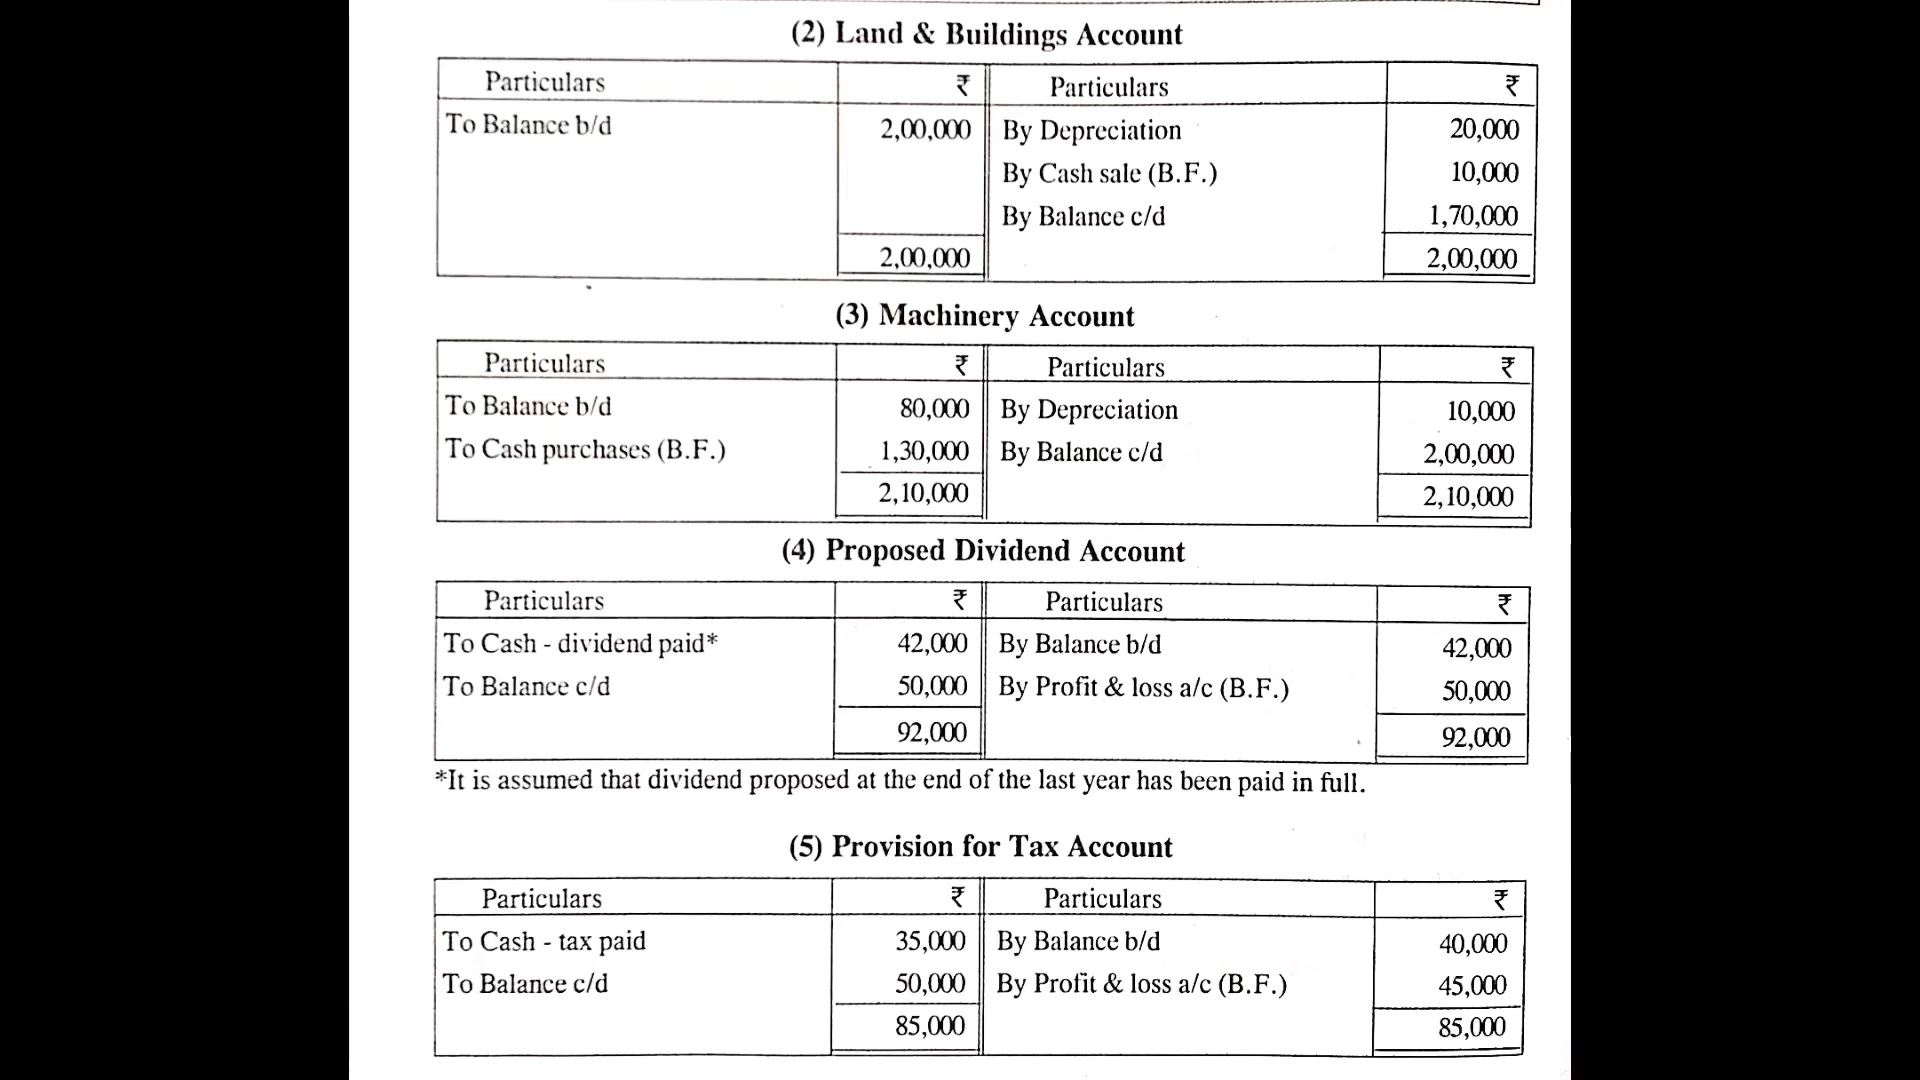 (2) Land & Buildings Account
Particulars ₹ Particulars ₹
To Balance b/d 2,00,000 By Depreciation 20,000
By Cash sale (B.F.) 10,000
By Balance c/d 1,70,000
2,00,000 2,00,000
(3) Machinery Account
Particulars ₹ Particulars ₹
To Balance b/d 80,000 By Depreciation 10,000
To Cash purchases (B.F.) 1,30,000 By Balance c/d 2,00,000
2,10,000 2,10,000
(4) Proposed Dividend Account
Particulars ₹ Particulars ₹
To Cash - dividend paid* 42,000 By Balance b/d 42,000
To Balance c/d 50,000 By Profit & loss a/c (B.F.) 50,000
92,000 92,000
*It is assumed that dividend proposed at the end of the last year has been paid in full.
(5) Provision for Tax Account
Particulars ₹ Particulars ₹
To Cash - tax paid 35,000 By Balance b/d 40,000
To Balance c/d 50,000 By Profit & loss a/c (B.F.) 45,000
85,000 85,000